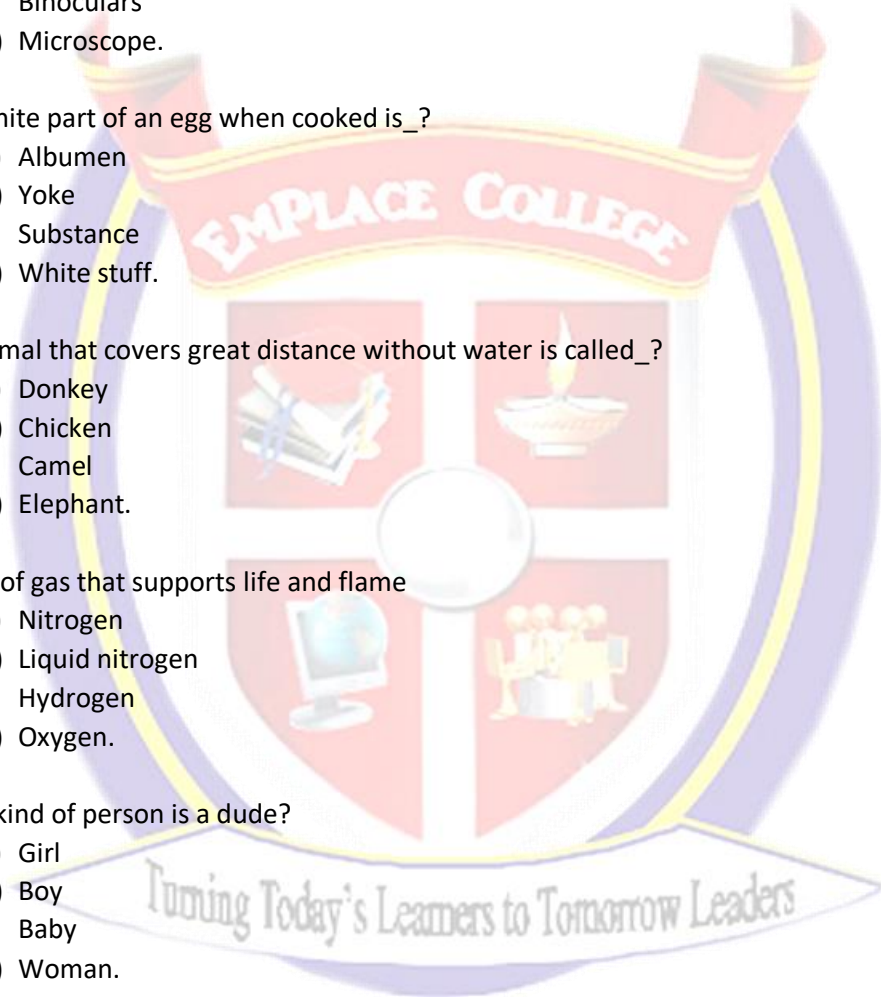 Binoculars
) Microscope.
hite part of an egg when cooked is_?
) Albumen
) Yoke
Substance
) White stuff.
EMPLACE COLLEGE
mal that covers great distance without water is called_?
) Donkey
) Chicken
Camel
) Elephant.
of gas that supports life and flame
) Nitrogen
) Liquid nitrogen
Hydrogen
) Oxygen.
kind of person is a dude?
) Girl
) Boy
Baby
) Woman.
Turning Today's Learners to Tomorrow Leaders